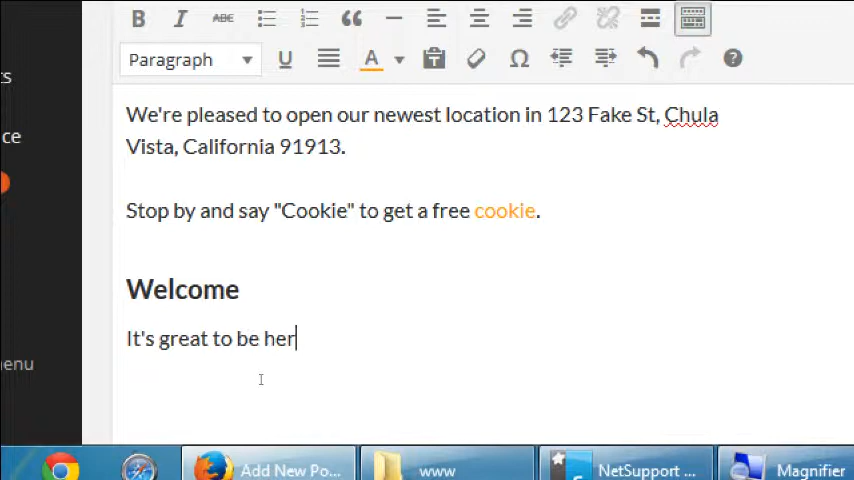 B I ABC
Paragraph U A Ω ?
We're pleased to open our newest location in 123 Fake St, Chula
Vista, California 91913.
Stop by and say "Cookie" to get a free cookie.
Welcome
It's great to be her
ts
ce
enu
Add New Po...
www
NetSupport ...
Magnifier